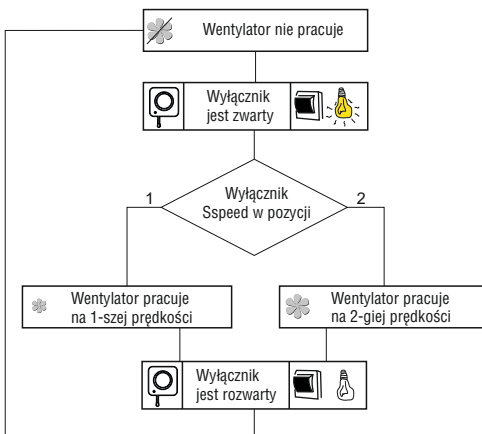 Wentylator nie pracuje
Wyłącznik
jest zwarty
1
Wyłącznik
Sspeed w pozycji
2
Wentylator pracuje
na 1-szej prędkości
Wentylator pracuje
na 2-giej prędkości
Wyłącznik
jest rozwarty